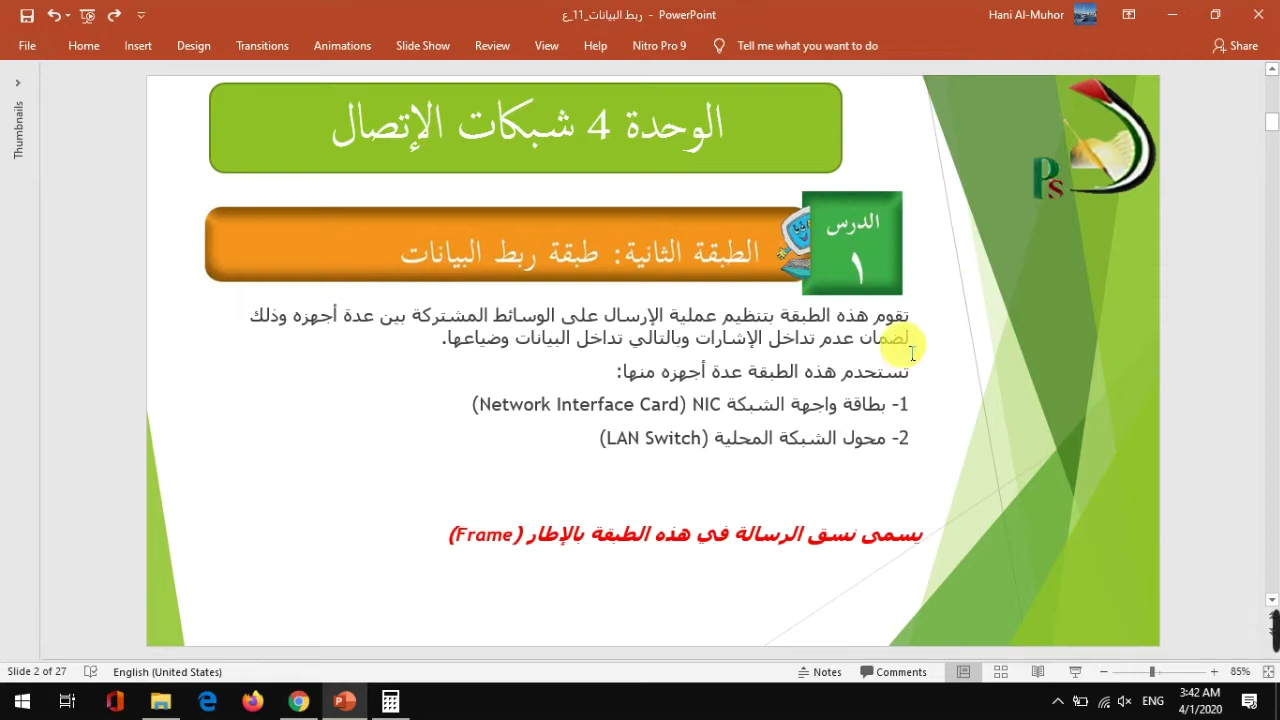 ربط البيانات_11_ع - PowerPoint
Hani Al-Muhor
File Home Insert Design Transitions Animations Slide Show Review View Help Nitro Pro 9 Tell me what you want to do Share
Thumbnails
الوحدة 4 شبكات الإتصال
الدرس
١
الطبقة الثانية: طبقة ربط البيانات
تقوم هذه الطبقة بتنظيم عملية الإرسال على الوسائط المشتركة بين عدة أجهزه وذلك
لضمان عدم تداخل الإشارات وبالتالي تداخل البيانات وضياعها.
تستخدم هذه الطبقة عدة أجهزه منها:
1- بطاقة واجهة الشبكة NIC (Network Interface Card)
2- محول الشبكة المحلية (LAN Switch)
يسمى نسق الرسالة في هذه الطبقة بالإطار (Frame)
Ps
Slide 2 of 27 English (United States) Notes Comments 85%
ENG
3:42 AM
4/1/2020